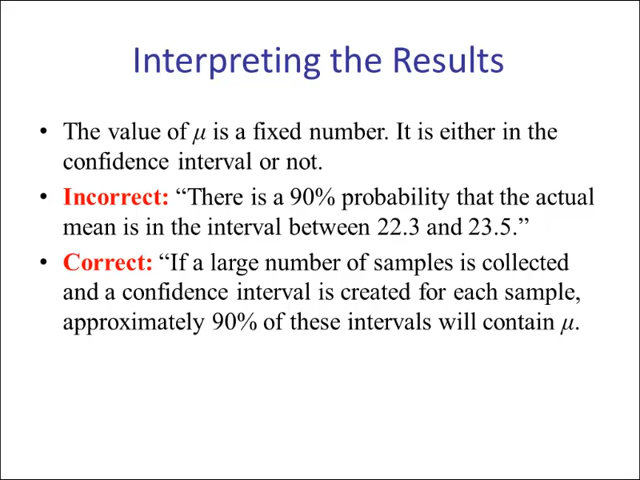 Interpreting the Results
• The value of μ is a fixed number. It is either in the
confidence interval or not.
• Incorrect: “There is a 90% probability that the actual
mean is in the interval between 22.3 and 23.5.”
• Correct: “If a large number of samples is collected
and a confidence interval is created for each sample,
approximately 90% of these intervals will contain μ.